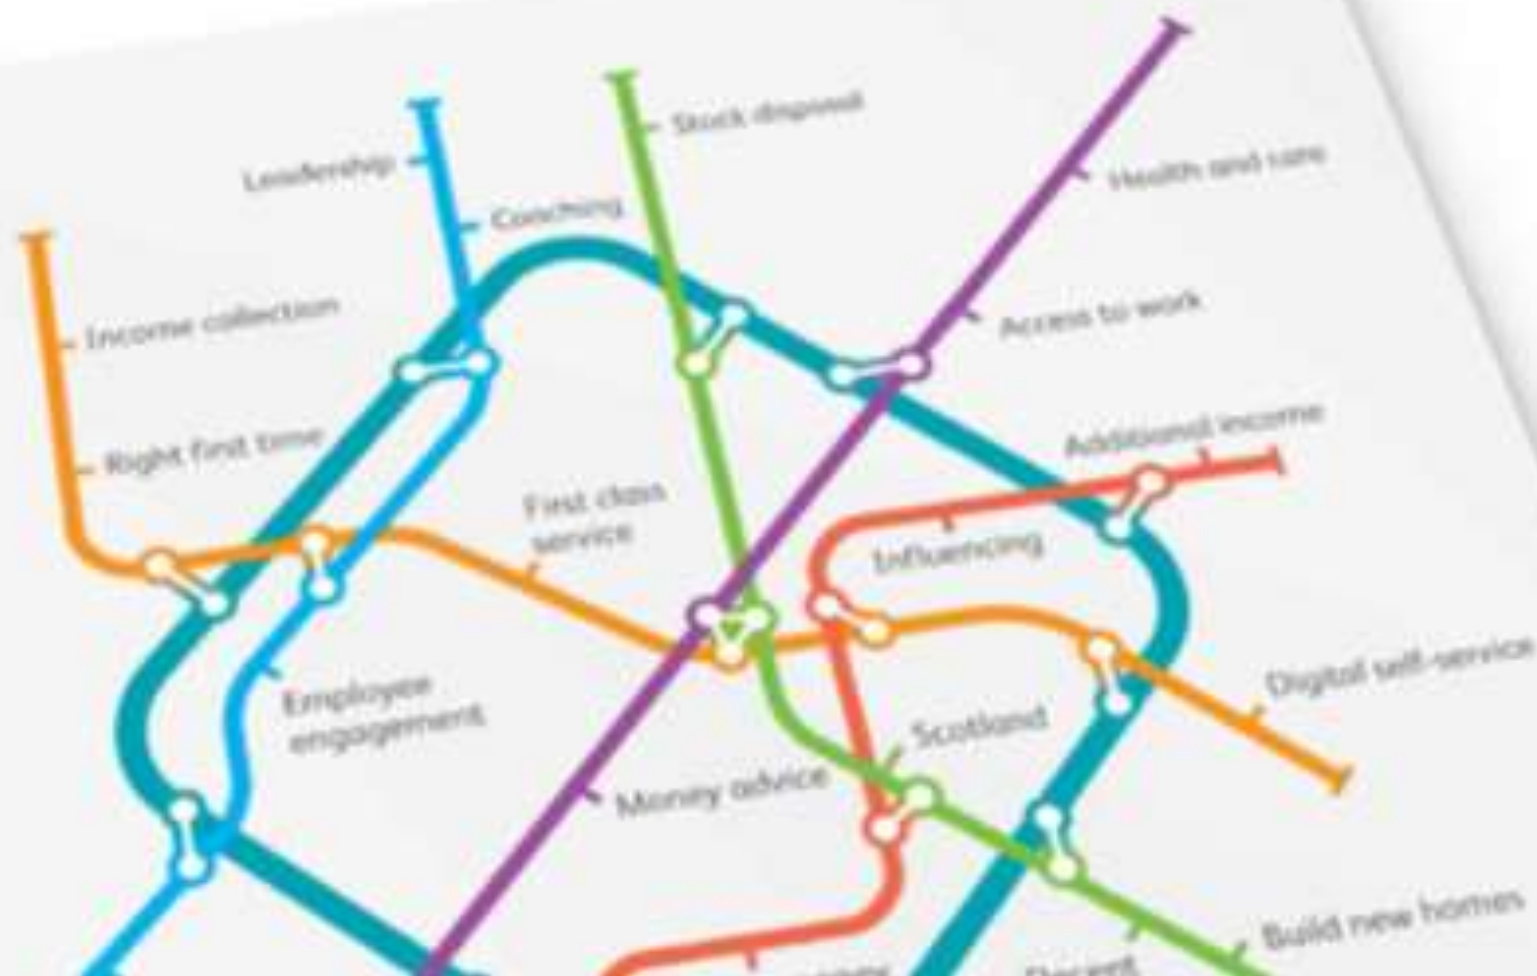 Stock disposal
Leadership
Health and care
Coaching
Income collection
Access to work
Additional income
Right first time
First class
service
Influencing
Digital self-service
Employee
engagement
Scotland
Money advice
Build new homes
Decent